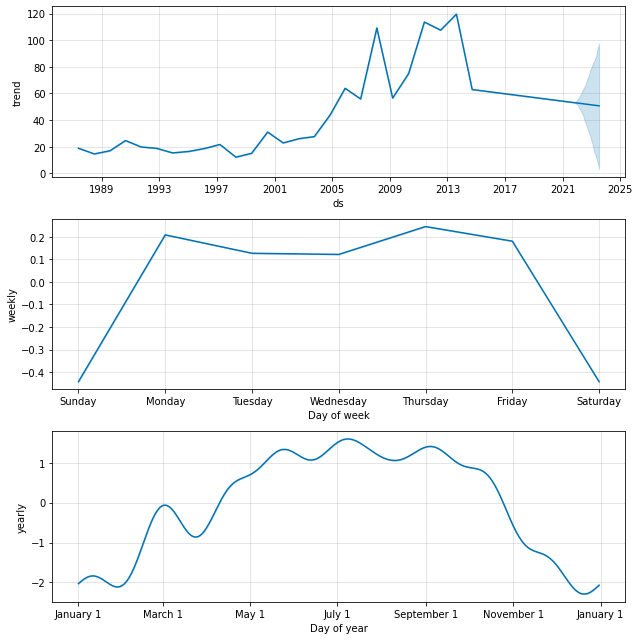 120
100
80
60
40
20
0
trend
1989 1993 1997 2001 2005 2009 2013 2017 2021 2025
ds
0.2
0.1
0.0
−0.1
−0.2
−0.3
−0.4
weekly
Sunday Monday Tuesday Wednesday Thursday Friday Saturday
Day of week
1
0
−1
−2
yearly
January 1 March 1 May 1 July 1 September 1 November 1 January 1
Day of year